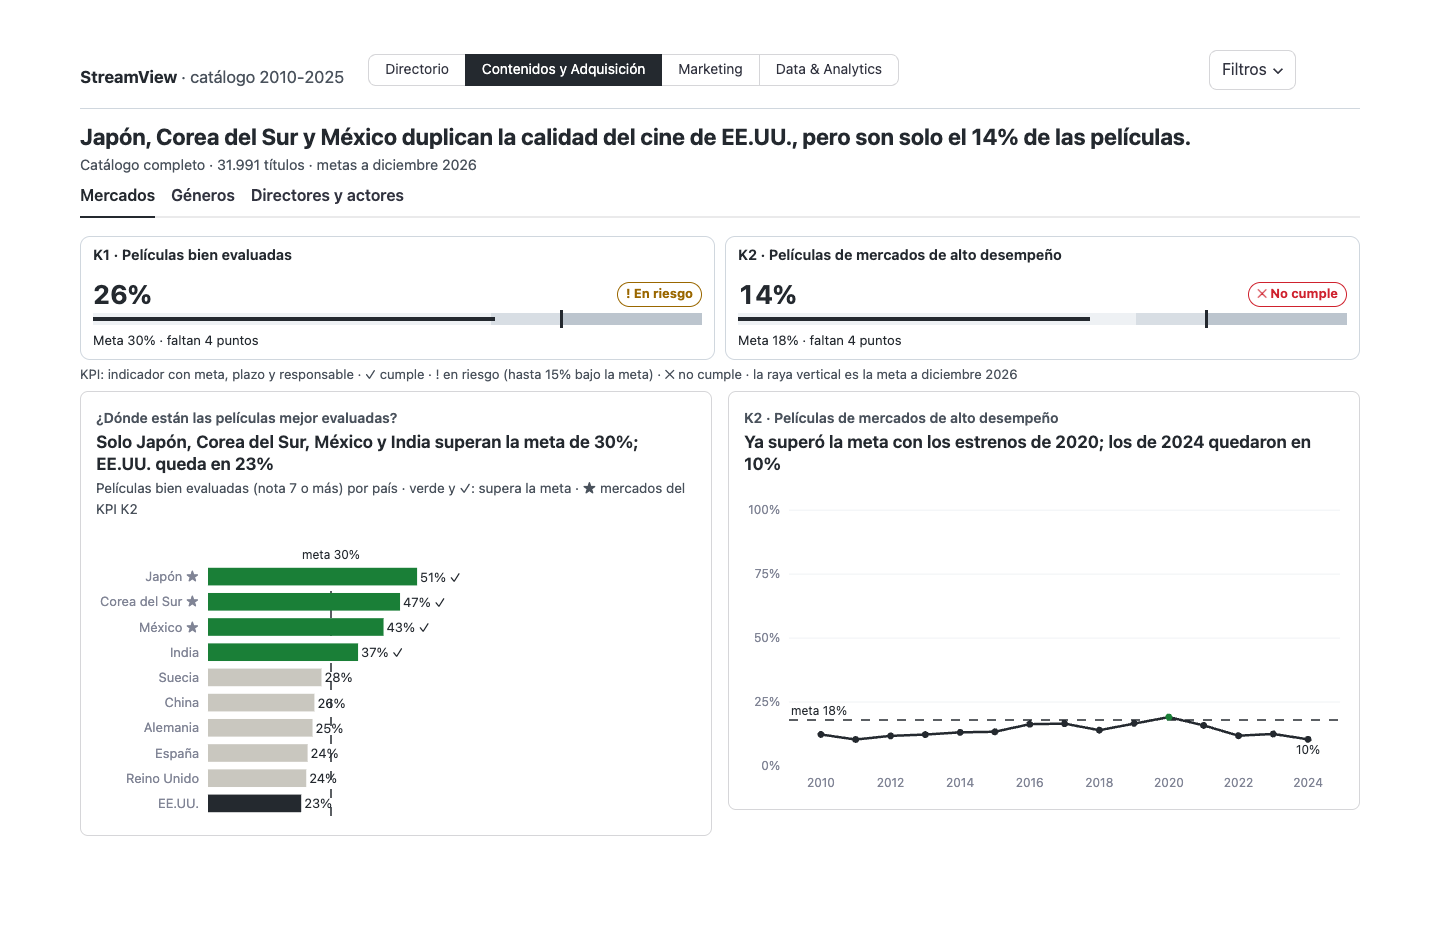 StreamView · catálogo 2010-2025
Directorio
Contenidos y Adquisición
Marketing
Data & Analytics
Filtros
Japón, Corea del Sur y México duplican la calidad del cine de EE.UU., pero son solo el 14% de las películas.
Catálogo completo · 31.991 títulos · metas a diciembre 2026
Mercados
Géneros
Directores y actores
K1 · Películas bien evaluadas
26%
! En riesgo
Meta 30% · faltan 4 puntos
K2 · Películas de mercados de alto desempeño
14%
✕ No cumple
Meta 18% · faltan 4 puntos
KPI: indicador con meta, plazo y responsable · ✓ cumple · ! en riesgo (hasta 15% bajo la meta) · ✕ no cumple · la raya vertical es la meta a diciembre 2026
¿Dónde están las películas mejor evaluadas?
Solo Japón, Corea del Sur, México y India superan la meta de 30%;
EE.UU. queda en 23%
Películas bien evaluadas (nota 7 o más) por país · verde y ✓: supera la meta · ★ mercados del
KPI K2
meta 30%
Japón ★ 51% ✓
Corea del Sur ★ 47% ✓
México ★ 43% ✓
India 37% ✓
Suecia 28%
China 26%
Alemania 25%
España 24%
Reino Unido 24%
EE.UU. 23%
K2 · Películas de mercados de alto desempeño
Ya superó la meta con los estrenos de 2020; los de 2024 quedaron en
10%
100%
75%
50%
25%
meta 18%
10%
0%
2010 2012 2014 2016 2018 2020 2022 2024